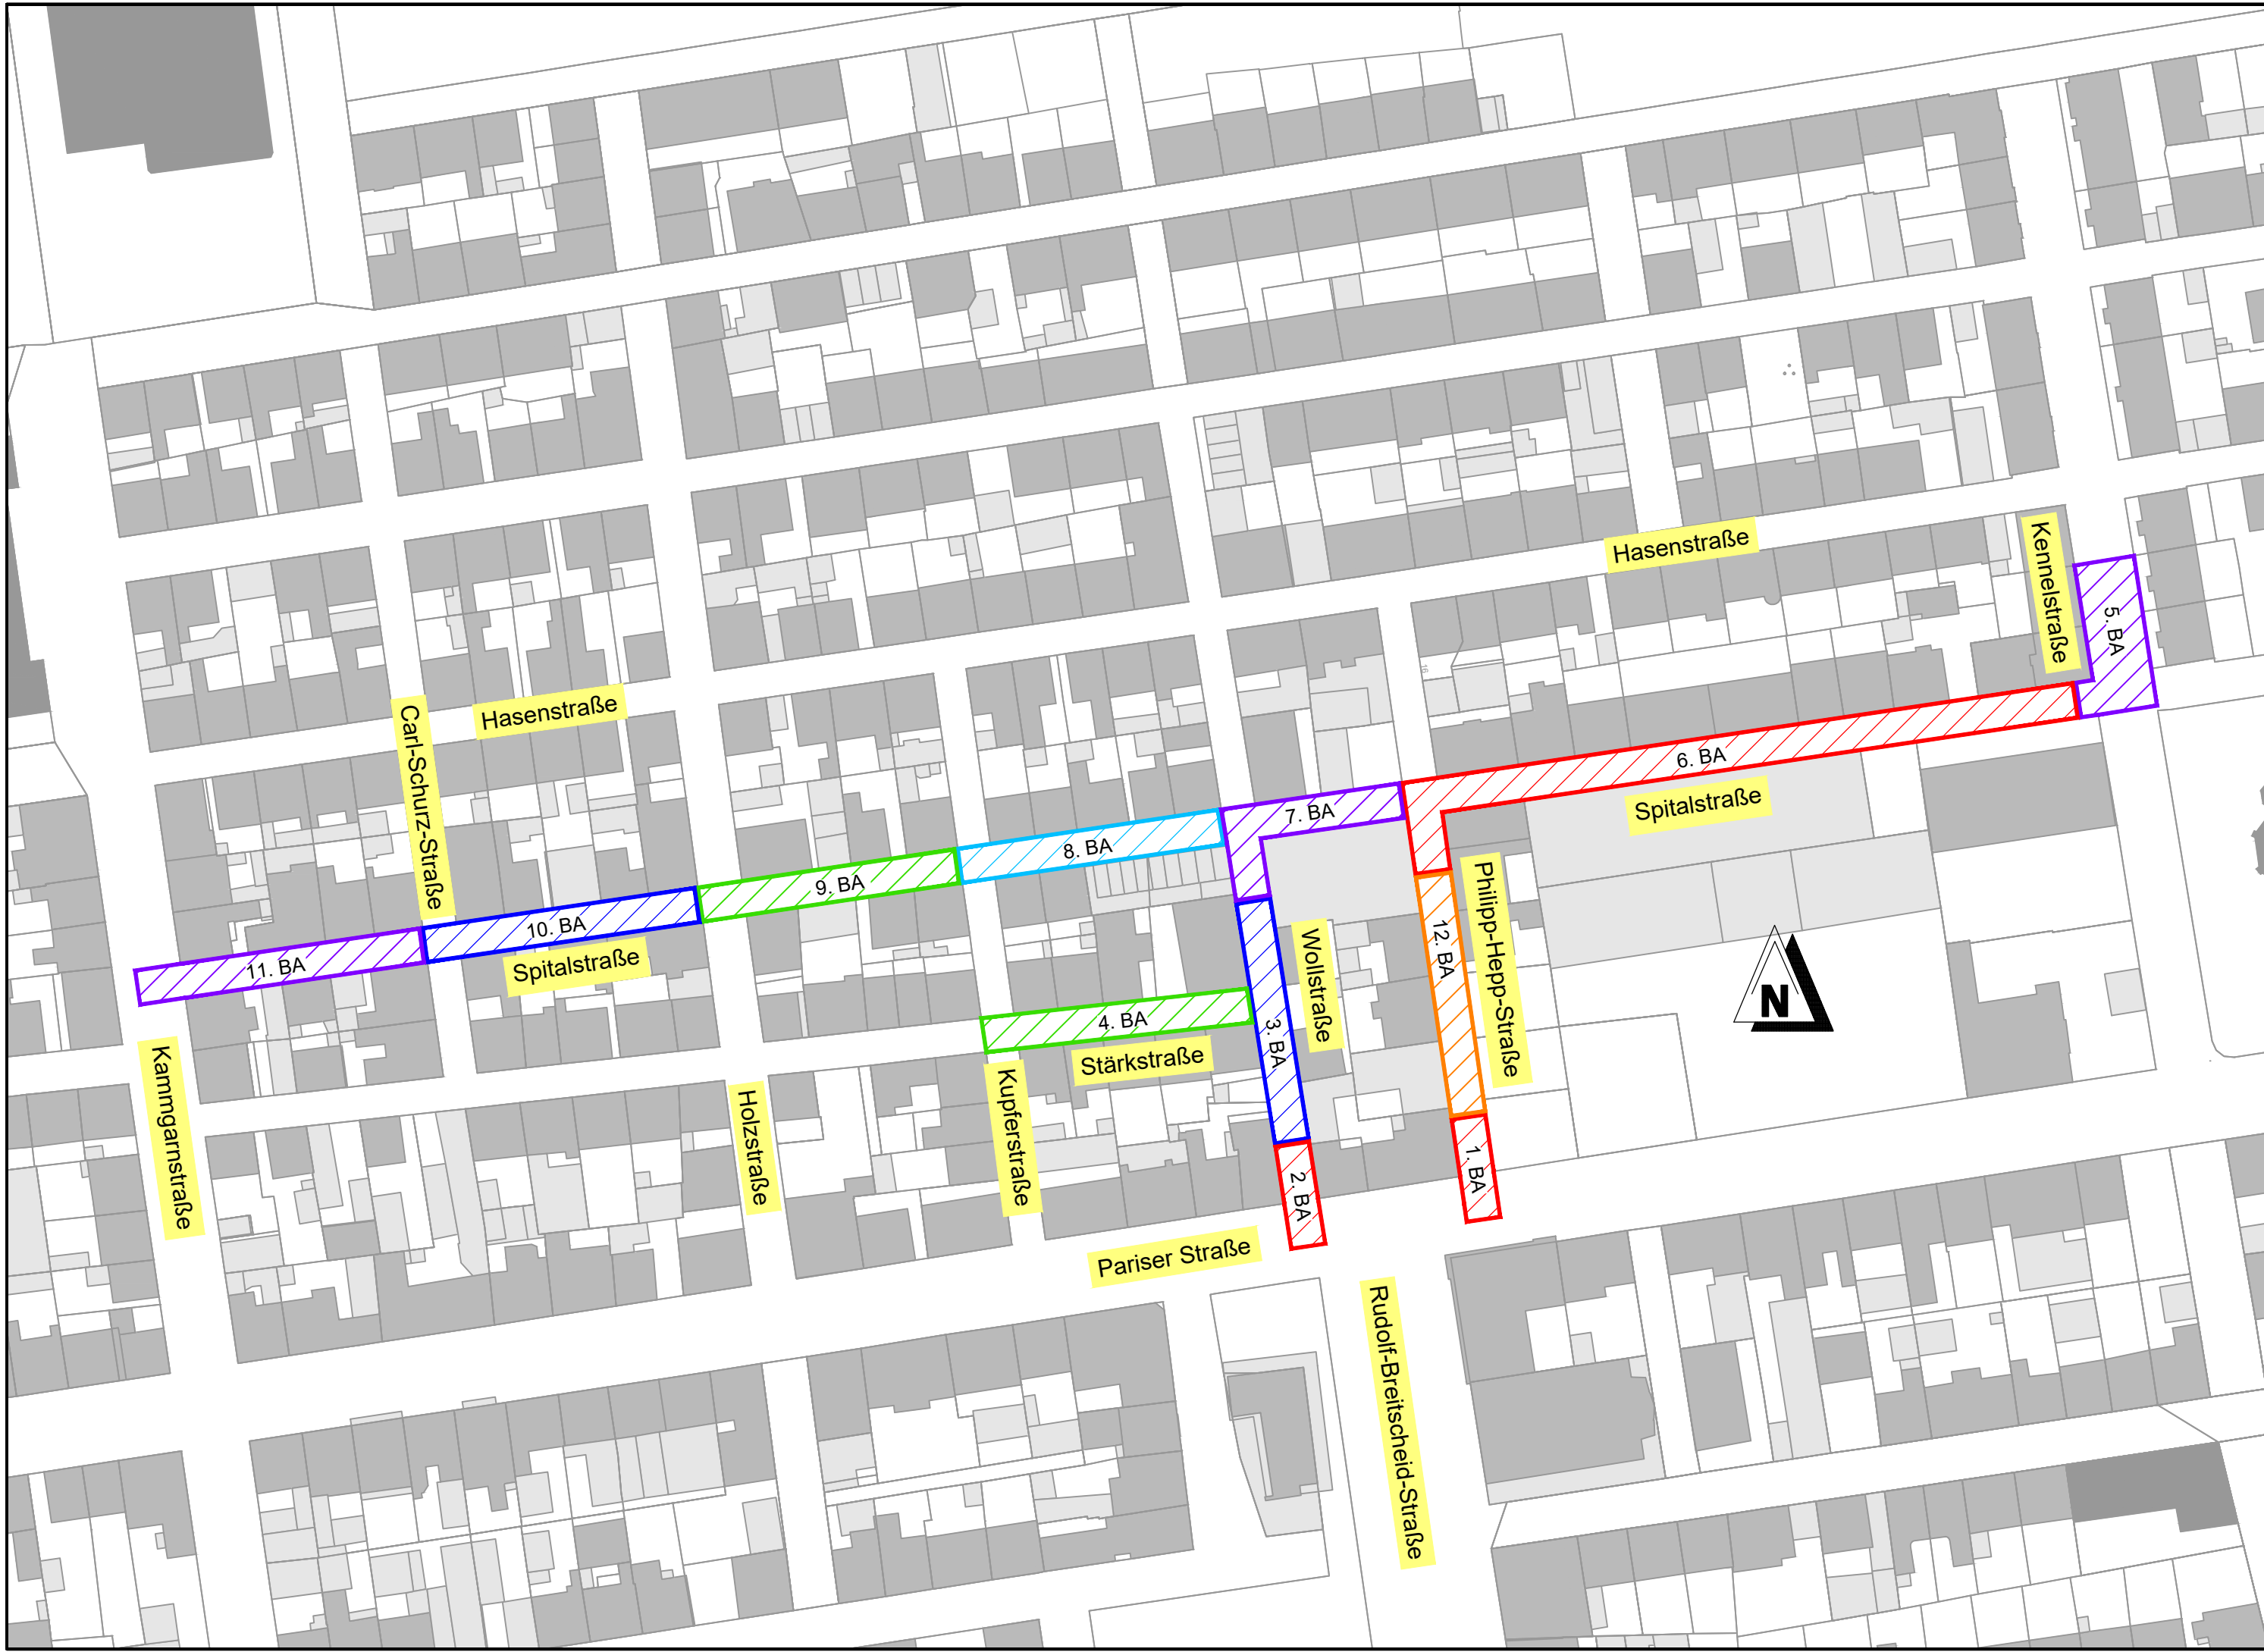 Hasenstraße
Kennelstraße
5. BA
Hasenstraße
Carl-Schurz-Straße
6. BA
Spitalstraße
7. BA
8. BA
9. BA
10. BA
Spitalstraße
11. BA
Wollstraße
12. BA
Philipp-Hepp-Straße
N
4. BA
3. BA
Stärkstraße
Kammgarnstraße
Holzstraße
Kupferstraße
2. BA
1. BA
Pariser Straße
Rudolf-Breitscheid-Straße